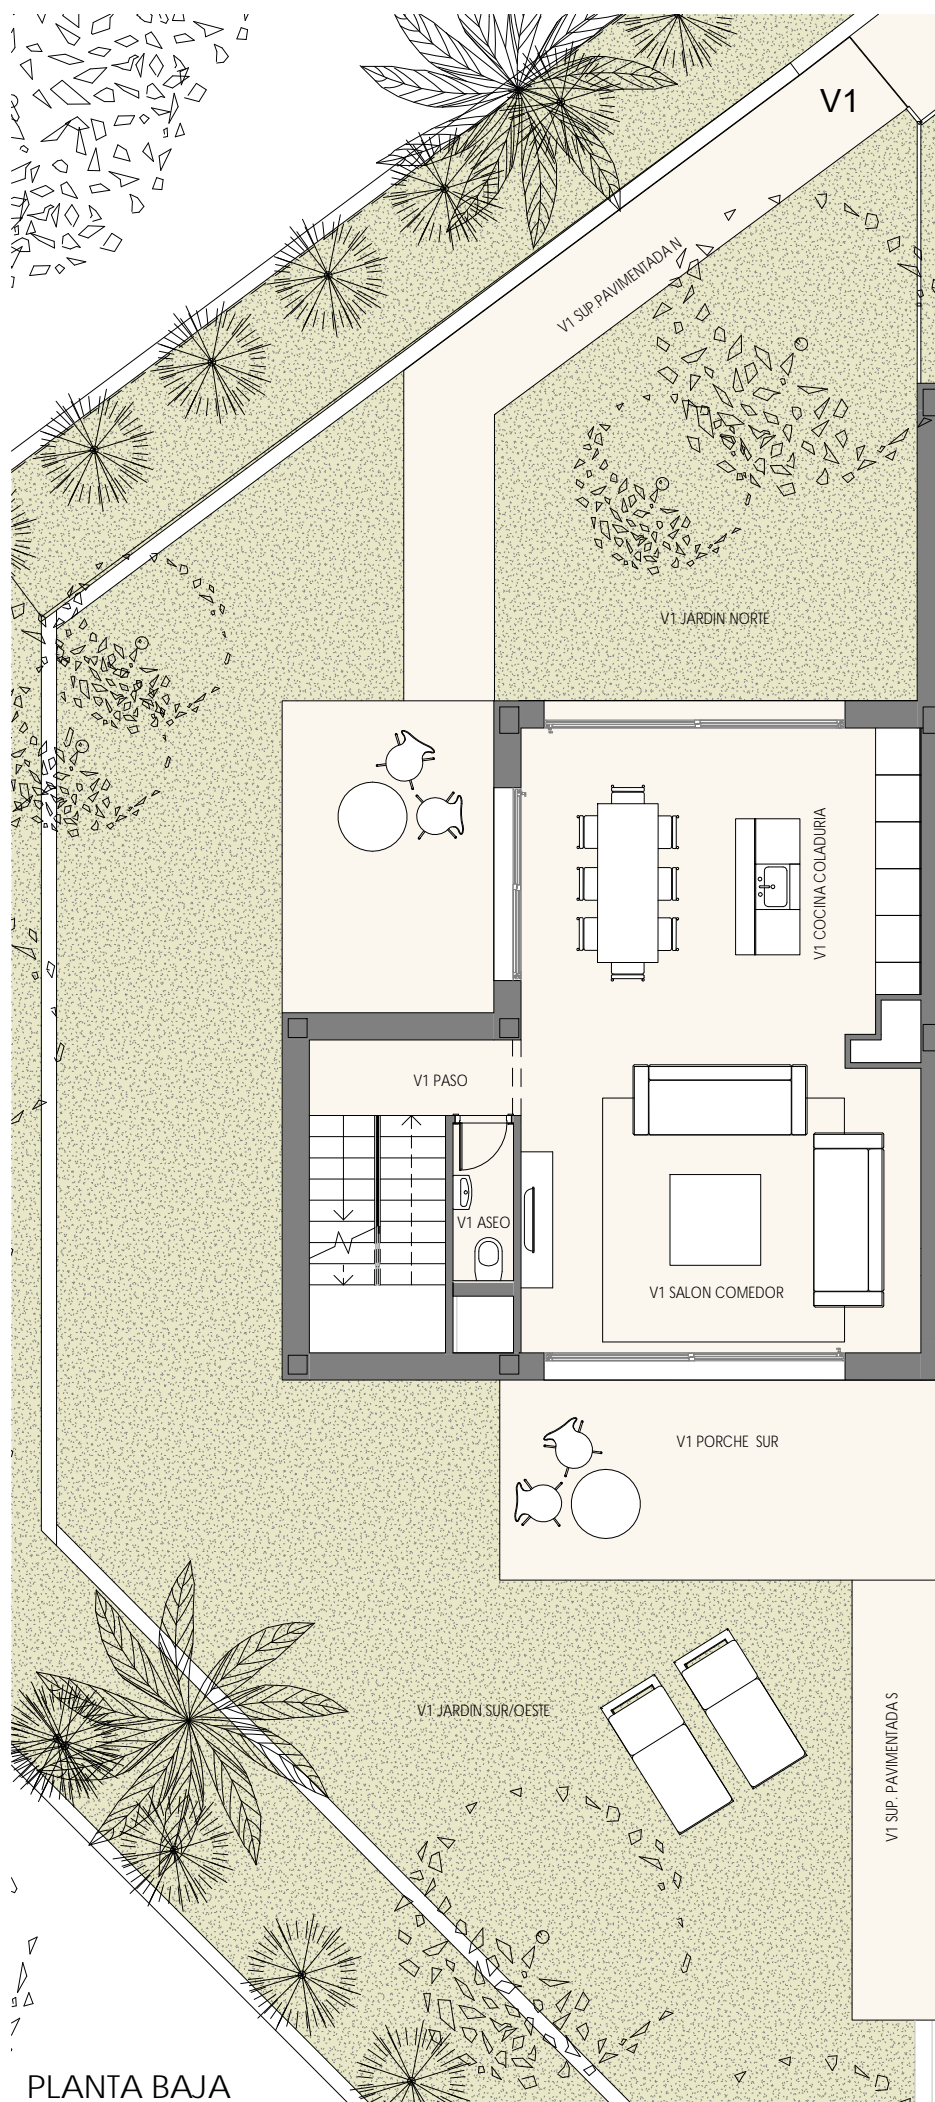 V1
V1 SUP.PAVIMENTADA N
V1 JARDIN NORTE
V1 COCINA COLADURIA
V1 PASO
V1 ASEO
V1 SALON COMEDOR
V1 PORCHE SUR
V1 JARDIN SUR/OESTE
V1 SUP. PAVIMENTADA S
PLANTA BAJA